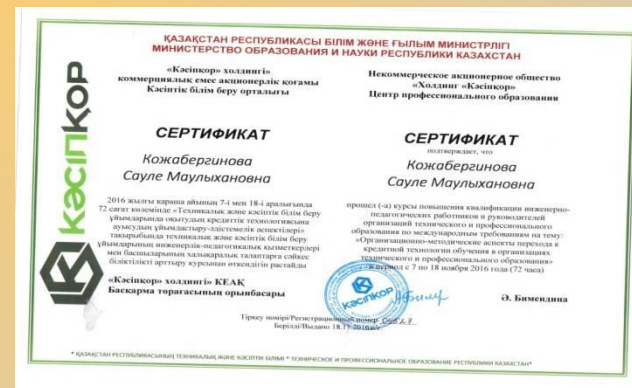 ҚАЗАҚСТАН РЕСПУБЛИКАСЫ БІЛІМ ЖӘНЕ ҒЫЛЫМ МИНИСТРЛІГІ
МИНИСТЕРСТВО ОБРАЗОВАНИЯ И НАУКИ РЕСПУБЛИКИ КАЗАХСТАН
кәсіпқор
«Кәсіпқор» холдингі»
коммерциялық емес акционерлік қоғамы
Кәсіптік білім беру орталығы
СЕРТИФИКАТ
Кожабергинова
Сауле Маулыхановна
2016 жылғы қараша айының 7-і мен 18-і аралығында
72 сағат көлемінде «Техникалық және кәсіптік білім беру
ұйымдарында оқытудың кредиттік технологиясына
ауысудың ұйымдастыру-әдістемелік аспектілері»
тақырыбында техникалық және кәсіптік білім беру
ұйымдарының инженерлік-педагогикалық қызметкерлері
мен басшыларының халықаралық талаптарға сәйкес
біліктілікті арттыру курсынан өткендігін растайды
«Кәсіпқор» холдингі» КЕАҚ
Басқарма төрағасының орынбасары
Некоммерческое акционерное общество
«Холдинг «Кәсіпқор»
Центр профессионального образования
СЕРТИФИКАТ
подтверждает, что
Кожабергинова
Сауле Маулыхановна
прошел (-а) курсы повышения квалификации инженерно-
педагогических работников и руководителей
организаций технического и профессионального
образования по международным требованиям на тему:
«Организационно-методические аспекты перехода к
кредитной технологии обучения в организациях
технического и профессионального образования»
в период с 7 по 18 ноября 2016 года (72 часа)
кәсіпқор
Ә. Бимендина
Тіркеу номірі/Регистрационный номер
Берілді/Выдано 18.11.2016
* ҚАЗАҚСТАН РЕСПУБЛИКАСЫНЫҢ ТЕХНИКАЛЫҚ ЖӘНЕ КӘСІПТІК БІЛІМІ * ТЕХНИЧЕСКОЕ И ПРОФЕССИОНАЛЬНОЕ ОБРАЗОВАНИЕ РЕСПУБЛИКИ КАЗАХСТАН*